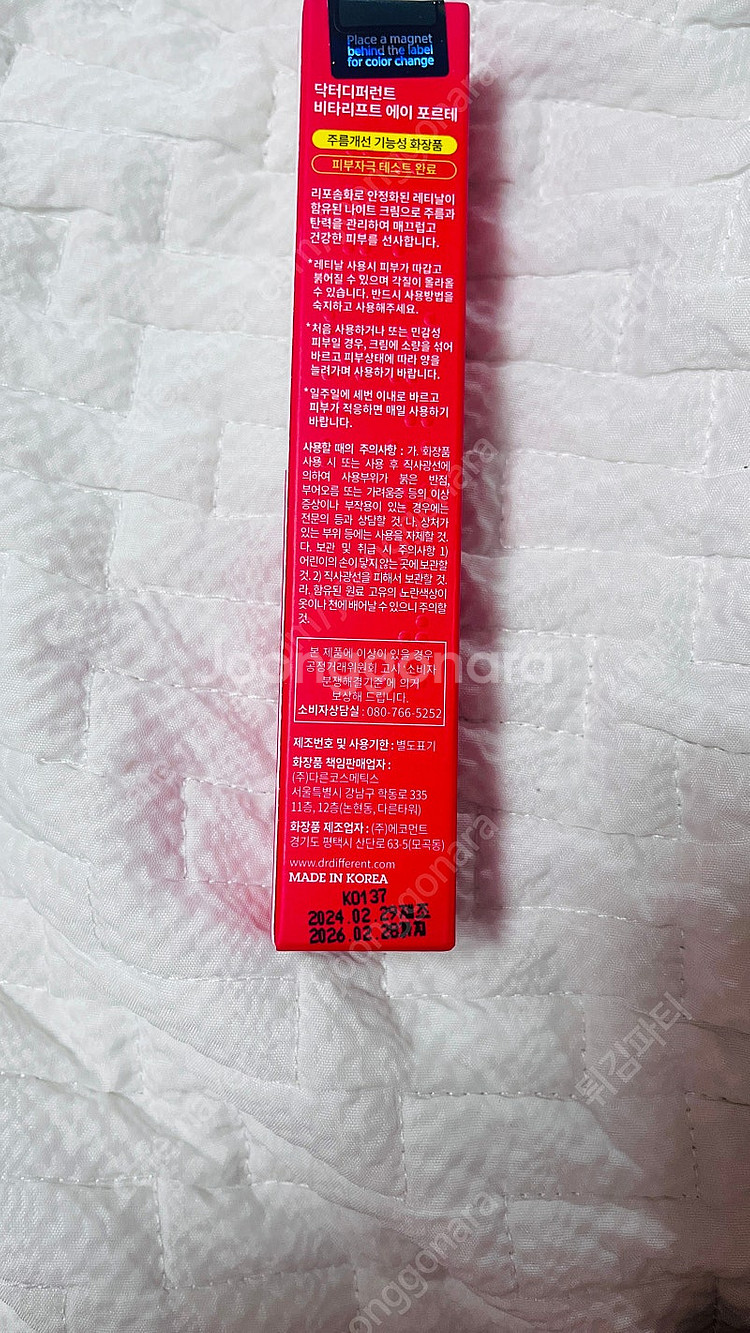 Place a magnet
behind the label
for color change
닥터디퍼런트
비타리프트 에이 포르테
주름개선 기능성 화장품
피부자극 테스트 완료
리포솜화로 안정화된 레티날이
함유된 나이트 크림으로 주름과
탄력을 관리하여 매끄럽고
건강한 피부를 선사합니다.
*레티날 사용시 피부가 따갑고
붉어질 수 있으며 각질이 올라올
수 있습니다. 반드시 사용방법을
숙지하고 사용해주세요.
*처음 사용하거나 또는 민감성
피부일 경우, 크림에 소량을 섞어
바르고 피부상태에 따라 양을
늘려가며 사용하기 바랍니다.
*일주일에 세번 이내로 바르고
피부가 적응하면 매일 사용하기
바랍니다.
사용할 때의 주의사항 : 가. 화장품
사용 시 또는 사용 후 직사광선에
의하여 사용부위가 붉은 반점,
부어오름 또는 가려움증 등의 이상
증상이나 부작용이 있는 경우에는
전문의 등과 상담할 것. 나. 상처가
있는 부위 등에는 사용을 자제할 것.
다. 보관 및 취급 시 주의사항 1)
어린이의 손이 닿지 않는 곳에 보관할
것. 2) 직사광선을 피해서 보관할 것.
라. 함유된 원료 고유의 노란색상이
옷이나 천에 배어날 수 있으니 주의할
것.
본 제품에 이상이 있을 경우
공정거래위원회 고시 '소비자
분쟁해결기준'에 의거
보상해 드립니다.
소비자상담실 : 080-766-5252
제조번호 및 사용기한 : 별도표기
화장품 책임판매업자 :
(주)다른코스메틱스
서울특별시 강남구 학동로 335
11층, 12층(논현동, 다른타워)
화장품 제조업자 : (주)에코먼트
경기도 평택시 산단로 63-5(모곡동)
www.drdifferent.com
MADE IN KOREA
K0137
2024.02.29제조
2026.02.28까지
Joonggonara
튀김파티